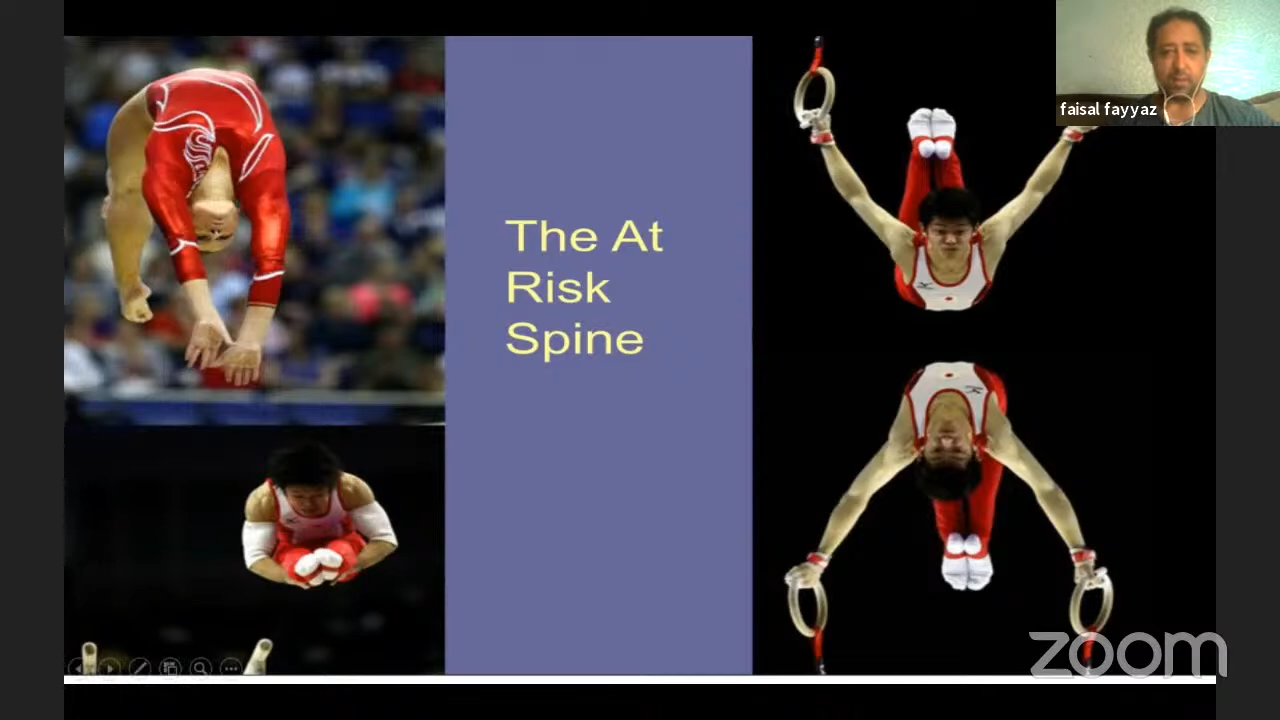 The At
Risk
Spine
faisal fayyaz
zoom